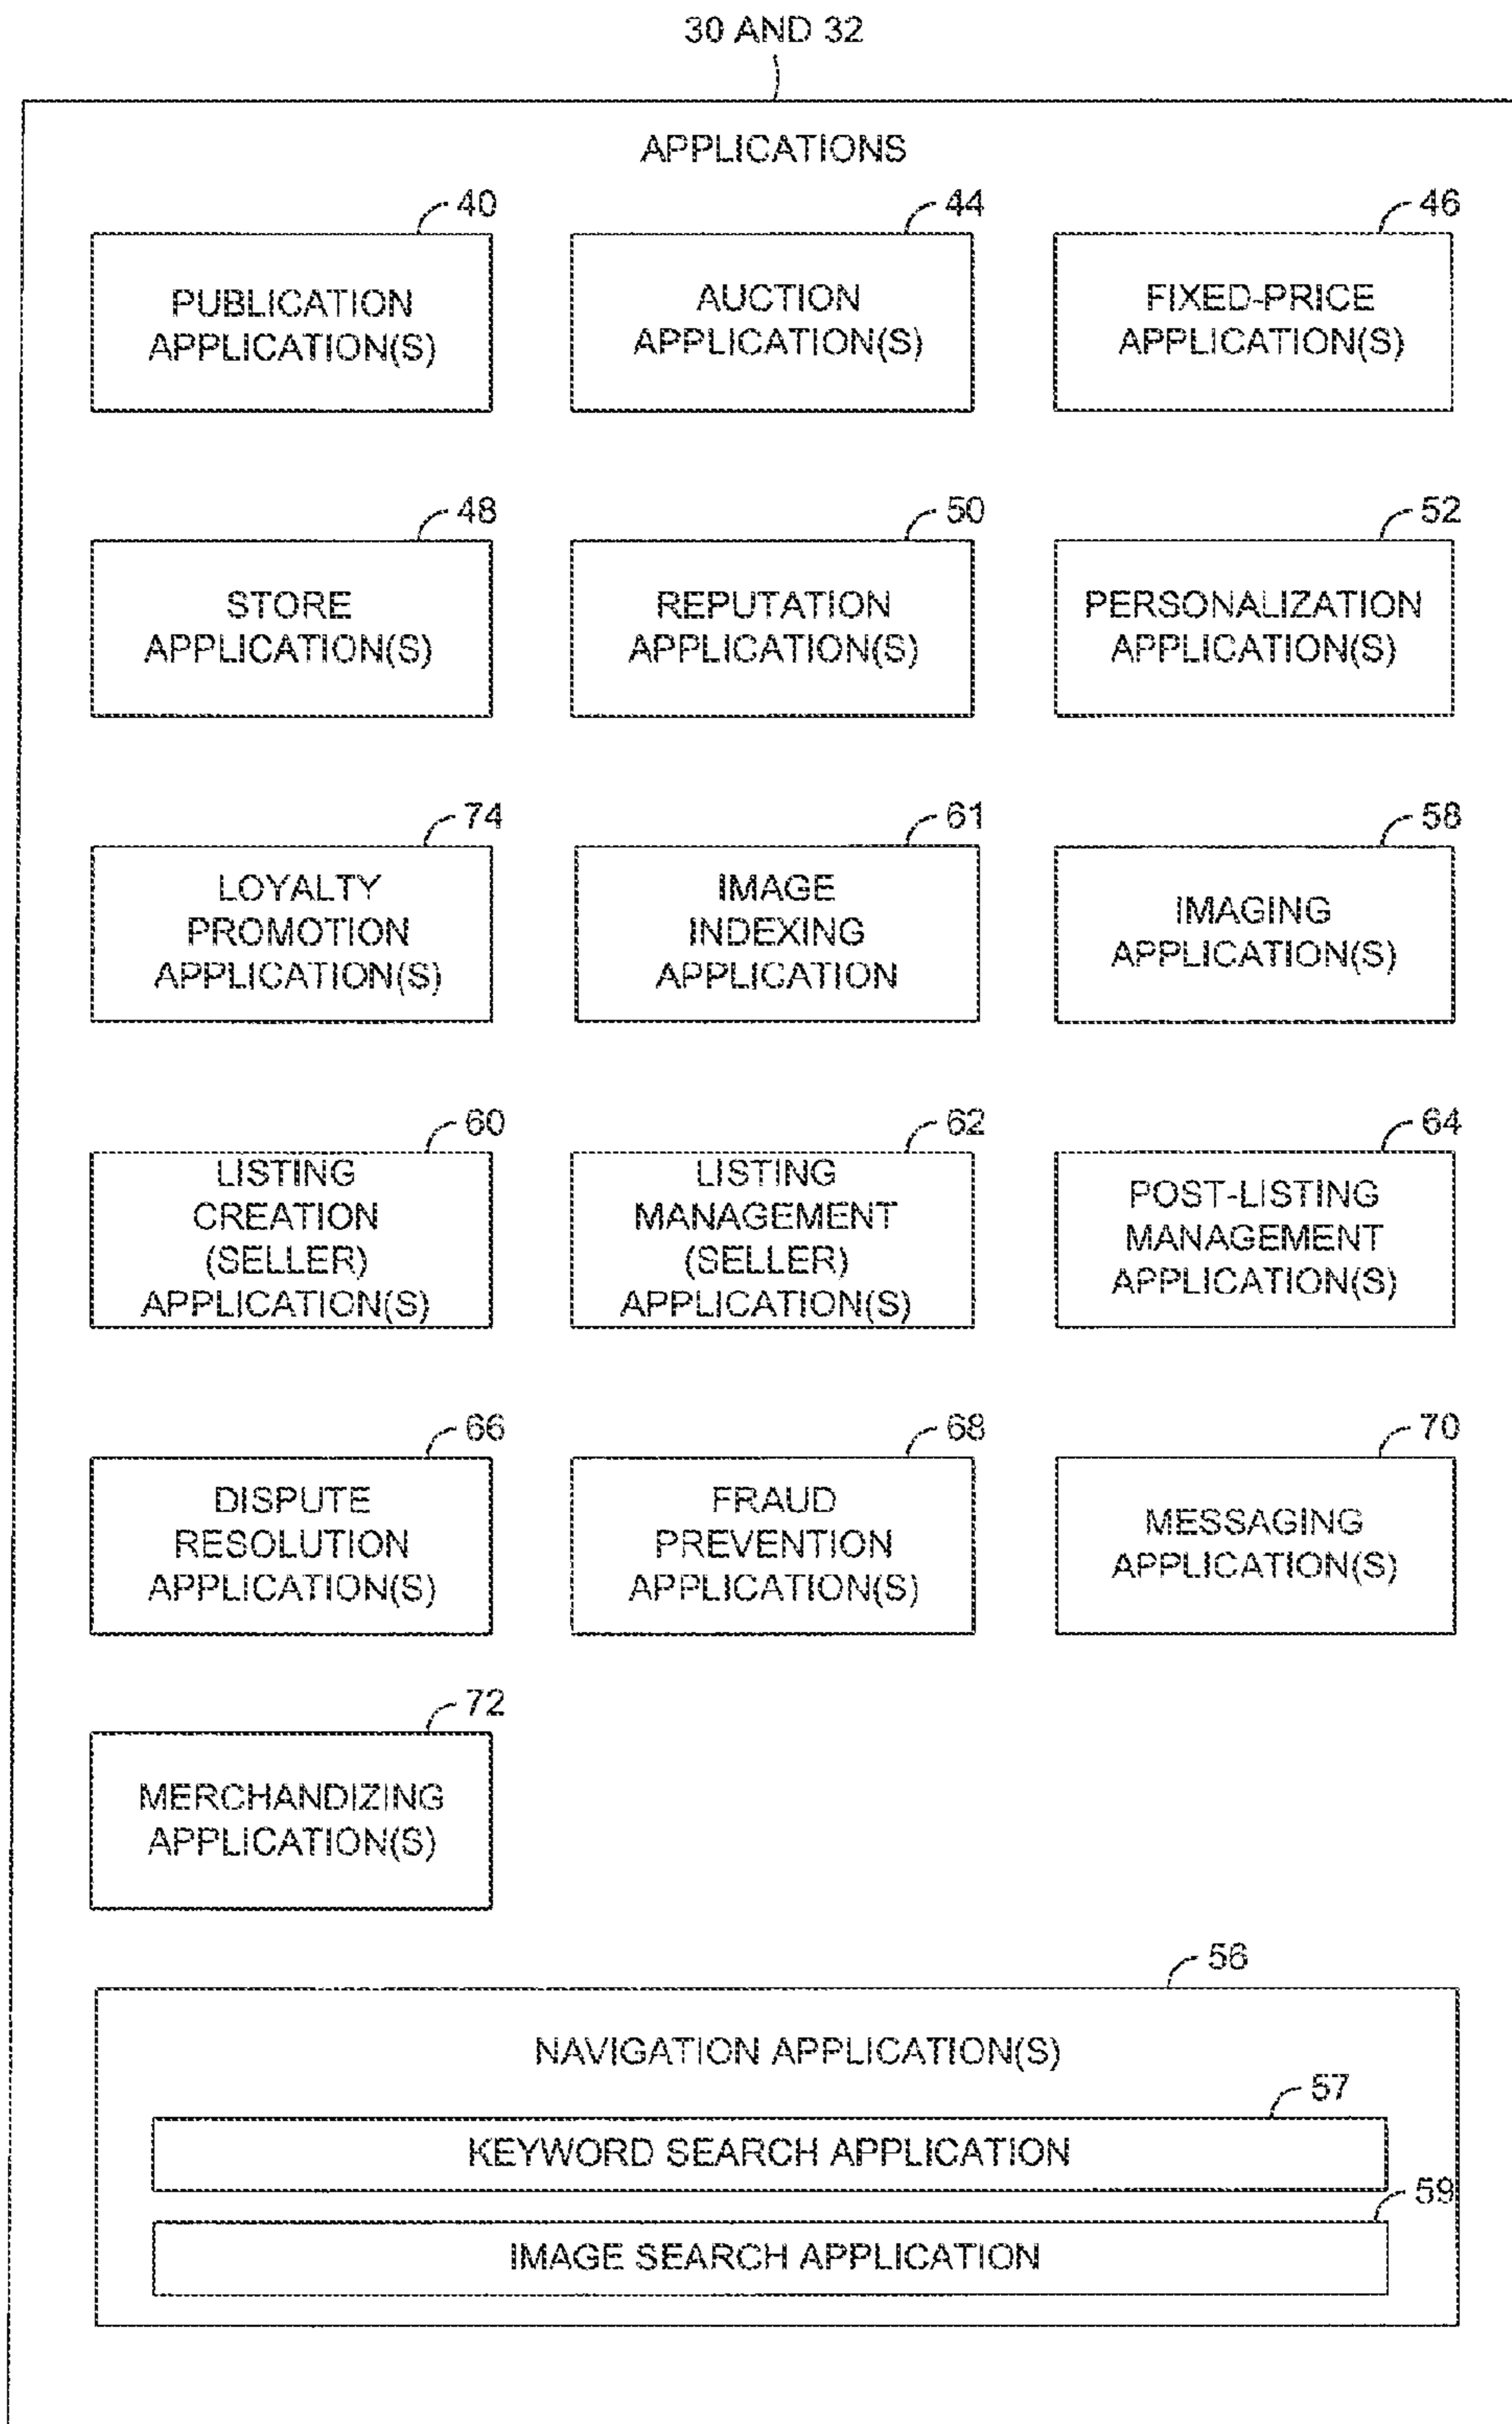 30 AND 32
APPLICATIONS
40
PUBLICATION
APPLICATION(S)
44
AUCTION
APPLICATION(S)
46
FIXED-PRICE
APPLICATION(S)
48
STORE
APPLICATION(S)
50
REPUTATION
APPLICATION(S)
52
PERSONALIZATION
APPLICATION(S)
74
LOYALTY
PROMOTION
APPLICATION(S)
61
IMAGE
INDEXING
APPLICATION
58
IMAGING
APPLICATION(S)
60
LISTING
CREATION
(SELLER)
APPLICATION(S)
62
LISTING
MANAGEMENT
(SELLER)
APPLICATION(S)
64
POST-LISTING
MANAGEMENT
APPLICATION(S)
66
DISPUTE
RESOLUTION
APPLICATION(S)
68
FRAUD
PREVENTION
APPLICATION(S)
70
MESSAGING
APPLICATION(S)
72
MERCHANDIZING
APPLICATION(S)
56
NAVIGATION APPLICATION(S)
57
KEYWORD SEARCH APPLICATION
59
IMAGE SEARCH APPLICATION